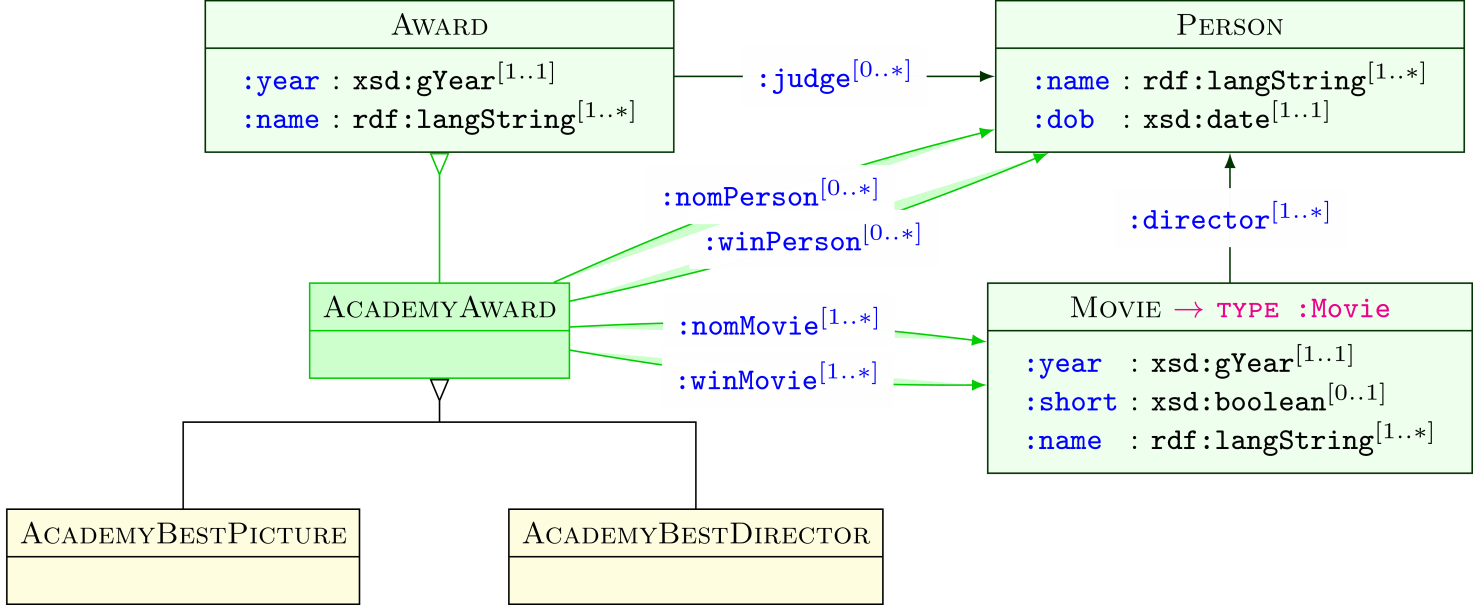 AWARD
:year : xsd:gYear[1..1]
:name : rdf:langString[1..*]
:judge[0..*]
PERSON
:name : rdf:langString[1..*]
:dob : xsd:date[1..1]
:nomPerson[0..*]
:winPerson[0..*]
:director[1..*]
ACADEMYAWARD
:nomMovie[1..*]
:winMovie[1..*]
MOVIE → TYPE :Movie
:year : xsd:gYear[1..1]
:short : xsd:boolean[0..1]
:name : rdf:langString[1..*]
ACADEMYBESTPICTURE
ACADEMYBESTDIRECTOR